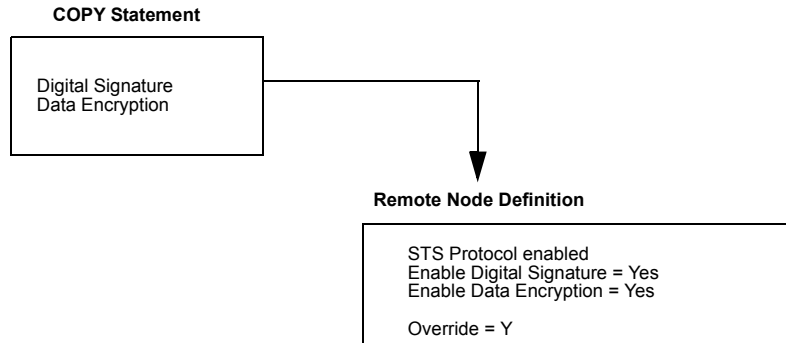 COPY Statement
Digital Signature
Data Encryption
Remote Node Definition
STS Protocol enabled
Enable Digital Signature = Yes
Enable Data Encryption = Yes
Override = Y